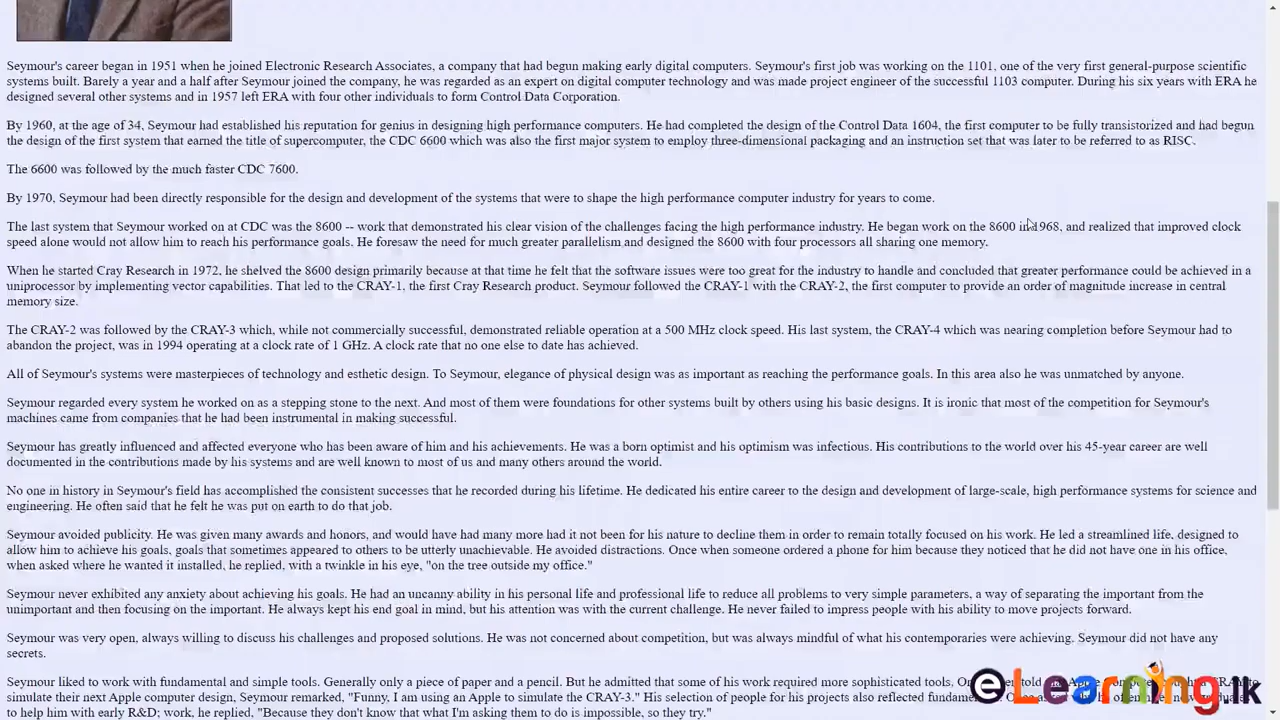 Seymour's career began in 1951 when he joined Electronic Research Associates, a company that had begun making early digital computers. Seymour's first job was working on the 1101, one of the very first general-purpose scientific
systems built. Barely a year and a half after Seymour joined the company, he was regarded as an expert on digital computer technology and was made project engineer of the successful 1103 computer. During his six years with ERA he
designed several other systems and in 1957 left ERA with four other individuals to form Control Data Corporation.
By 1960, at the age of 34, Seymour had established his reputation for genius in designing high performance computers. He had completed the design of the Control Data 1604, the first computer to be fully transistorized and had begun
the design of the first system that earned the title of supercomputer, the CDC 6600 which was also the first major system to employ three-dimensional packaging and an instruction set that was later to be referred to as RISC.
The 6600 was followed by the much faster CDC 7600.
By 1970, Seymour had been directly responsible for the design and development of the systems that were to shape the high performance computer industry for years to come.
The last system that Seymour worked on at CDC was the 8600 -- work that demonstrated his clear vision of the challenges facing the high performance industry. He began work on the 8600 in 1968, and realized that improved clock
speed alone would not allow him to reach his performance goals. He foresaw the need for much greater parallelism and designed the 8600 with four processors all sharing one memory.
When he started Cray Research in 1972, he shelved the 8600 design primarily because at that time he felt that the software issues were too great for the industry to handle and concluded that greater performance could be achieved in a
uniprocessor by implementing vector capabilities. That led to the CRAY-1, the first Cray Research product. Seymour followed the CRAY-1 with the CRAY-2, the first computer to provide an order of magnitude increase in central
memory size.
The CRAY-2 was followed by the CRAY-3 which, while not commercially successful, demonstrated reliable operation at a 500 MHz clock speed. His last system, the CRAY-4 which was nearing completion before Seymour had to
abandon the project, was in 1994 operating at a clock rate of 1 GHz. A clock rate that no one else to date has achieved.
All of Seymour's systems were masterpieces of technology and esthetic design. To Seymour, elegance of physical design was as important as reaching the performance goals. In this area also he was unmatched by anyone.
Seymour regarded every system he worked on as a stepping stone to the next. And most of them were foundations for other systems built by others using his basic designs. It is ironic that most of the competition for Seymour's
machines came from companies that he had been instrumental in making successful.
Seymour has greatly influenced and affected everyone who has been aware of him and his achievements. He was a born optimist and his optimism was infectious. His contributions to the world over his 45-year career are well
documented in the contributions made by his systems and are well known to most of us and many others around the world.
No one in history in Seymour's field has accomplished the consistent successes that he recorded during his lifetime. He dedicated his entire career to the design and development of large-scale, high performance systems for science and
engineering. He often said that he felt he was put on earth to do that job.
Seymour avoided publicity. He was given many awards and honors, and would have had many more had it not been for his nature to decline them in order to remain totally focused on his work. He led a streamlined life, designed to
allow him to achieve his goals, goals that sometimes appeared to others to be utterly unachievable. He avoided distractions. Once when someone ordered a phone for him because they noticed that he did not have one in his office,
when asked where he wanted it installed, he replied, with a twinkle in his eye, "on the tree outside my office."
Seymour never exhibited any anxiety about achieving his goals. He had an uncanny ability in his personal life and professional life to reduce all problems to very simple parameters, a way of separating the important from the
unimportant and then focusing on the important. He always kept his end goal in mind, but his attention was with the current challenge. He never failed to impress people with his ability to move projects forward.
Seymour was very open, always willing to discuss his challenges and proposed solutions. He was not concerned about competition, but was always mindful of what his contemporaries were achieving. Seymour did not have any
secrets.
Seymour liked to work with fundamental and simple tools. Generally only a piece of paper and a pencil. But he admitted that some of his work required more sophisticated tools.
simulate their next Apple computer design, Seymour remarked, "Funny, I am using an Apple to simulate the CRAY-3." His selection of people for his projects also reflected
to help him with early R&D; work, he replied, "Because they don't know that what I'm asking them to do is impossible, so they try."
eLearning.lk